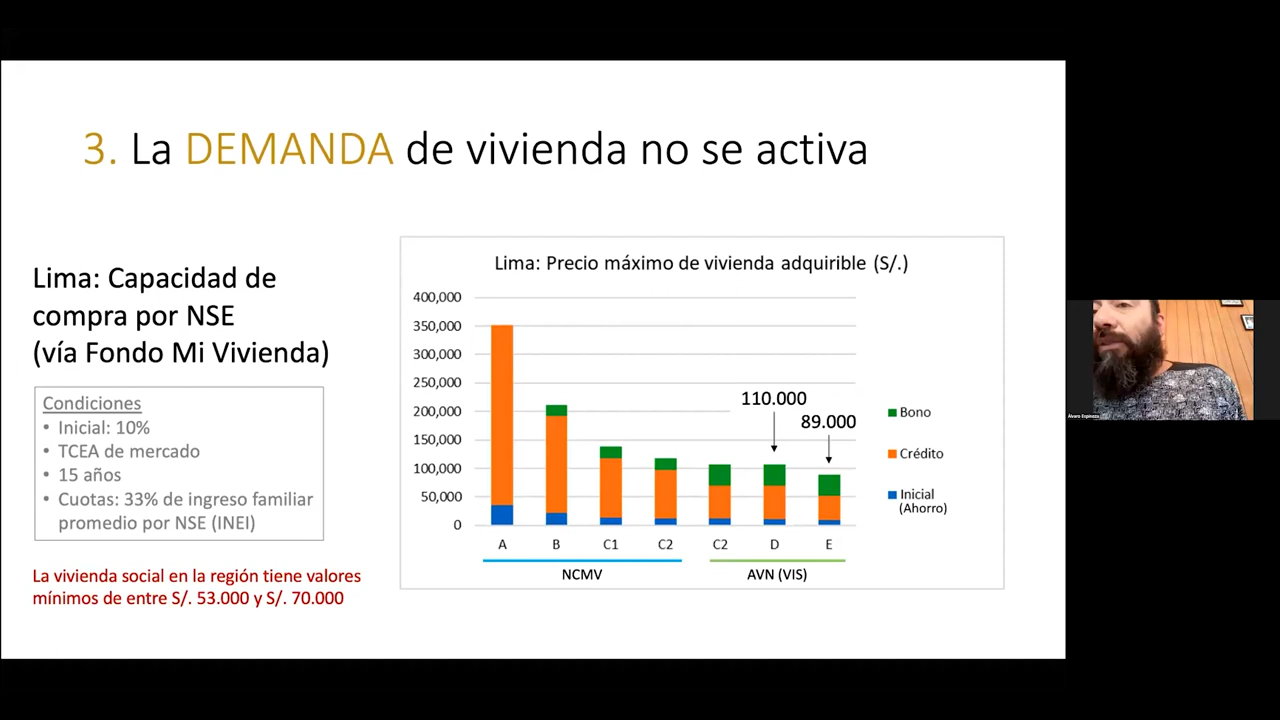 3. La DEMANDA de vivienda no se activa
Lima: Capacidad de
compra por NSE
(vía Fondo Mi Vivienda)
Condiciones
• Inicial: 10%
• TCEA de mercado
• 15 años
• Cuotas: 33% de ingreso familiar
promedio por NSE (INEI)
La vivienda social en la región tiene valores
mínimos de entre S/. 53.000 y S/. 70.000
Lima: Precio máximo de vivienda adquirible (S/.)
400,000
350,000
300,000
250,000
200,000
150,000
100,000
50,000
0
110.000
89.000
A B C1 C2 C2 D E
NCMV AVN (VIS)
Bono
Crédito
Inicial
(Ahorro)
Álvaro Espinoza